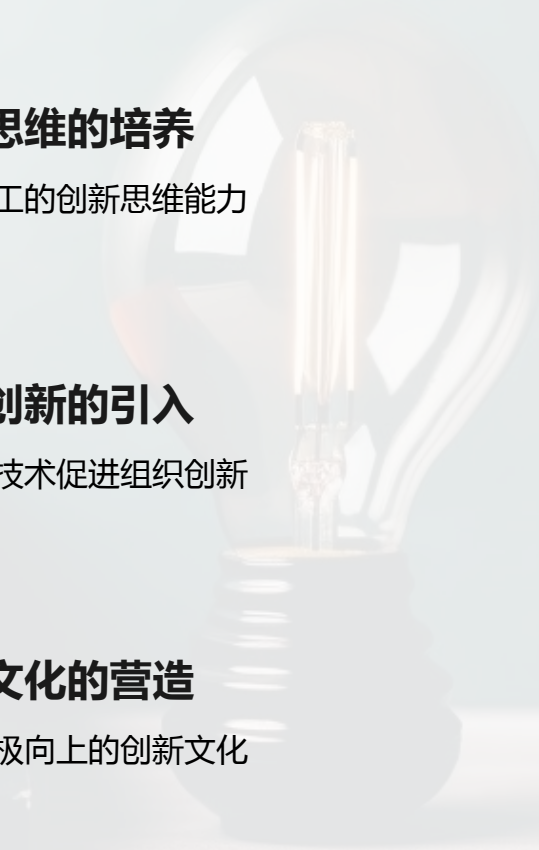 思维的培养
工的创新思维能力
创新的引入
技术促进组织创新
文化的营造
极向上的创新文化